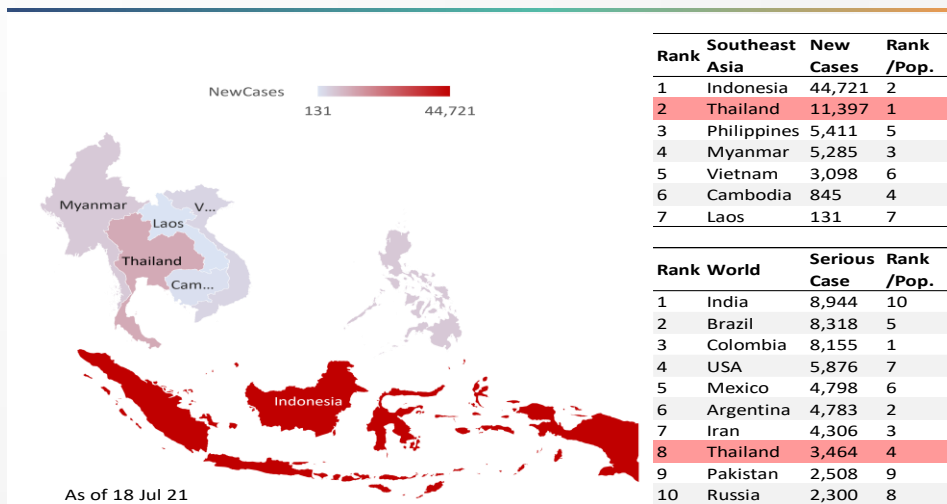 NewCases
131 44,721
Myanmar
V...
Laos
Thailand
Cam...
Indonesia
As of 18 Jul 21
Rank Southeast Asia New Cases Rank /Pop.
1 Indonesia 44,721 2
2 Thailand 11,397 1
3 Philippines 5,411 5
4 Myanmar 5,285 3
5 Vietnam 3,098 6
6 Cambodia 845 4
7 Laos 131 7
Rank World Serious Case Rank /Pop.
1 India 8,944 10
2 Brazil 8,318 5
3 Colombia 8,155 1
4 USA 5,876 7
5 Mexico 4,798 6
6 Argentina 4,783 2
7 Iran 4,306 3
8 Thailand 3,464 4
9 Pakistan 2,508 9
10 Russia 2,300 8